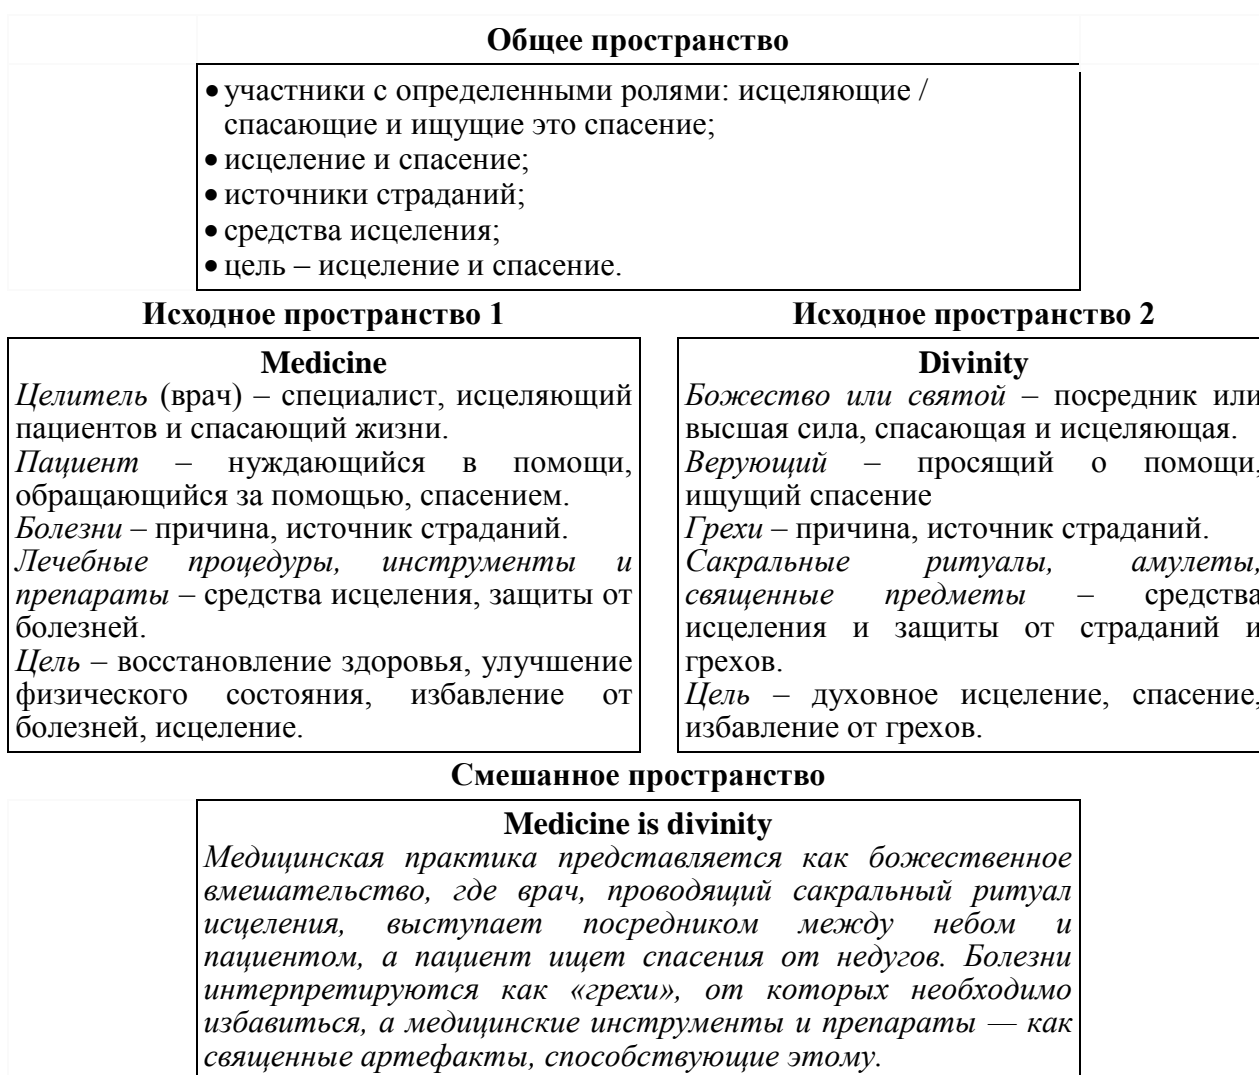 Общее пространство
• участники с определенными ролями: исцеляющие /
спасающие и ищущие это спасение;
• исцеление и спасение;
• источники страданий;
• средства исцеления;
• цель – исцеление и спасение.
Исходное пространство 1
Medicine
Целитель (врач) – специалист, исцеляющий
пациентов и спасающий жизни.
Пациент – нуждающийся в помощи,
обращающийся за помощью, спасением.
Болезни – причина, источник страданий.
Лечебные процедуры, инструменты и
препараты – средства исцеления, защиты от
болезней.
Цель – восстановление здоровья, улучшение
физического состояния, избавление от
болезней, исцеление.
Исходное пространство 2
Divinity
Божество или святой – посредник или
высшая сила, спасающая и исцеляющая.
Верующий – просящий о помощи,
ищущий спасение
Грехи – причина, источник страданий.
Сакральные ритуалы, амулеты,
священные предметы – средства
исцеления и защиты от страданий и
грехов.
Цель – духовное исцеление, спасение,
избавление от грехов.
Смешанное пространство
Medicine is divinity
Медицинская практика представляется как божественное
вмешательство, где врач, проводящий сакральный ритуал
исцеления, выступает посредником между небом и
пациентом, а пациент ищет спасения от недугов. Болезни
интерпретируются как «грехи», от которых необходимо
избавиться, а медицинские инструменты и препараты — как
священные артефакты, способствующие этому.